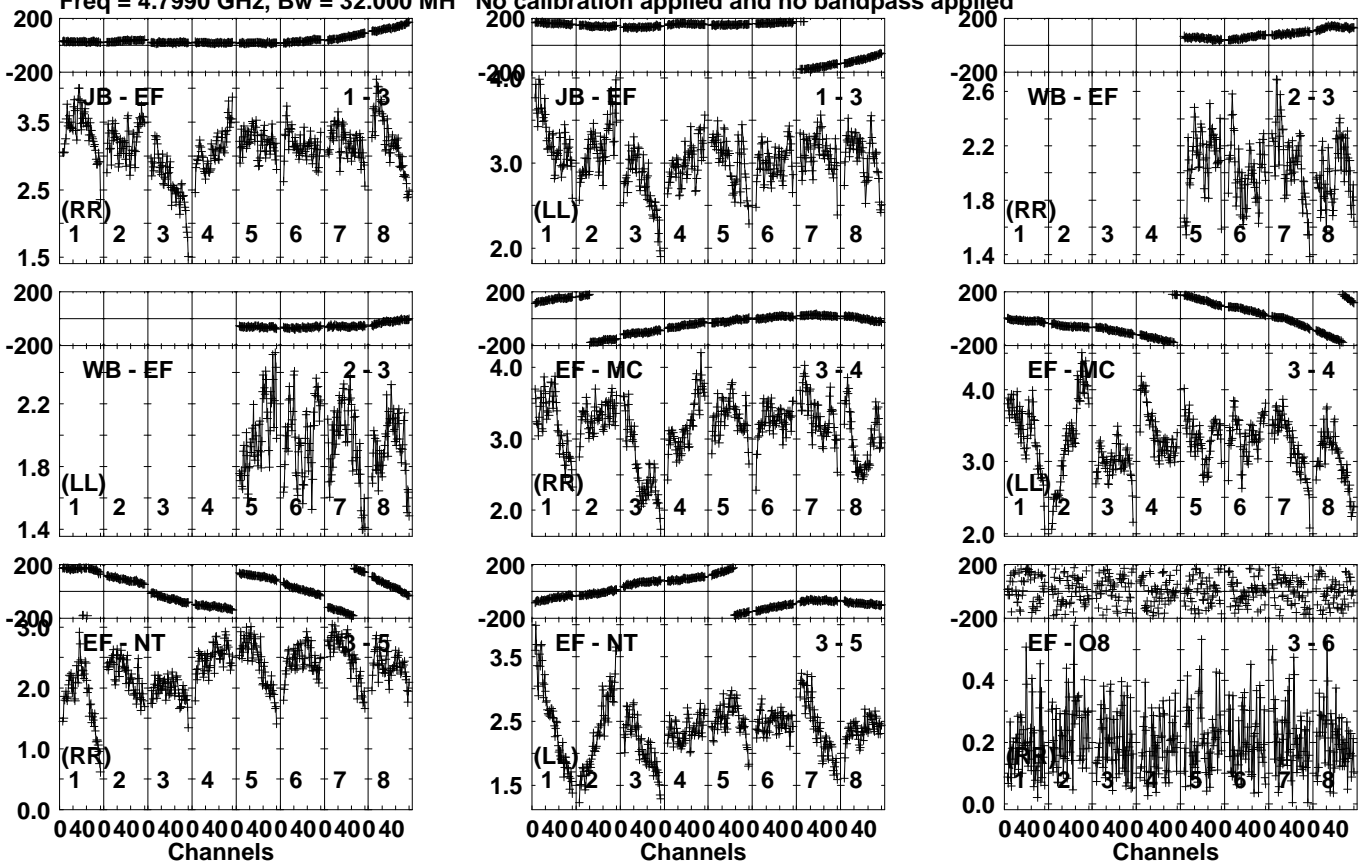 Freq = 4.7990 GHz, Bw = 32.000 MH No calibration applied and no bandpass applied
200
-200
JB - EF 1 - 3
3.5
2.5
1.5
(RR)
1 2 3 4 5 6 7 8
200
-200
4.0
JB - EF 1 - 3
3.0
2.0
(LL)
1 2 3 4 5 6 7 8
200
-200
2.6
WB - EF 2 - 3
2.2
1.8
1.4
(RR)
1 2 3 4 5 6 7 8
200
-200
WB - EF 2 - 3
2.2
1.8
1.4
(LL)
1 2 3 4 5 6 7 8
200
-200
4.0
EF - MC 3 - 4
3.0
2.0
(RR)
1 2 3 4 5 6 7 8
200
-200
EF - MC 3 - 4
4.0
3.0
2.0
(LL)
1 2 3 4 5 6 7 8
200
-200
3.0
EF - NT 3 - 5
2.0
1.0
0.0
(RR)
1 2 3 4 5 6 7 8
0 40 0 40 0 40 0 40 0 40 0 40 0 40 0 40
Channels
200
-200
EF - NT 3 - 5
3.5
2.5
1.5
(LL)
1 2 3 4 5 6 7 8
0 40 0 40 0 40 0 40 0 40 0 40 0 40 0 40
Channels
200
-200
EF - O8 3 - 6
0.4
0.2
0.0
(RR)
1 2 3 4 5 6 7 8
0 40 0 40 0 40 0 40 0 40 0 40 0 40 0 40
Channels